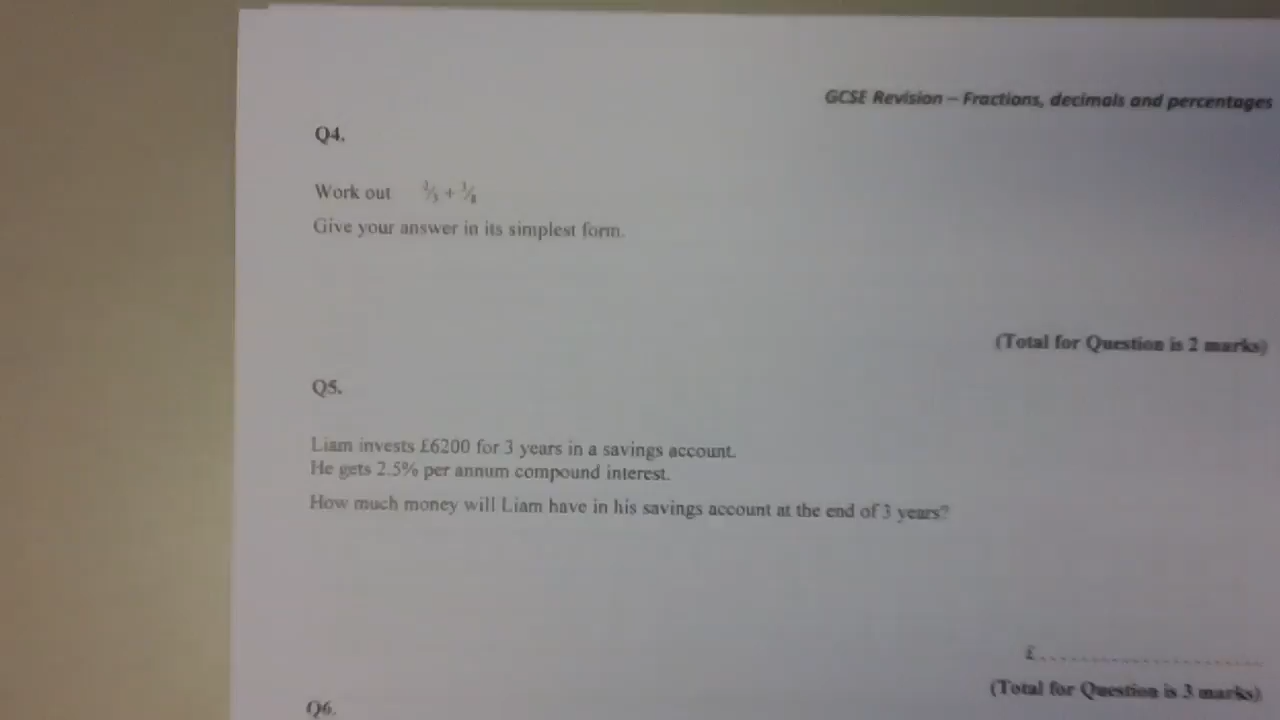 GCSE Revision – Fractions, decimals and percentages
Q4.
Work out
Give your answer in its simplest form.
(Total for Question is 2 marks)
Q5.
Liam invests £6200 for 3 years in a savings account.
He gets 2.5% per annum compound interest.
How much money will Liam have in his savings account at the end of 3 years?
£..............................
(Total for Question is 3 marks)
Q6.